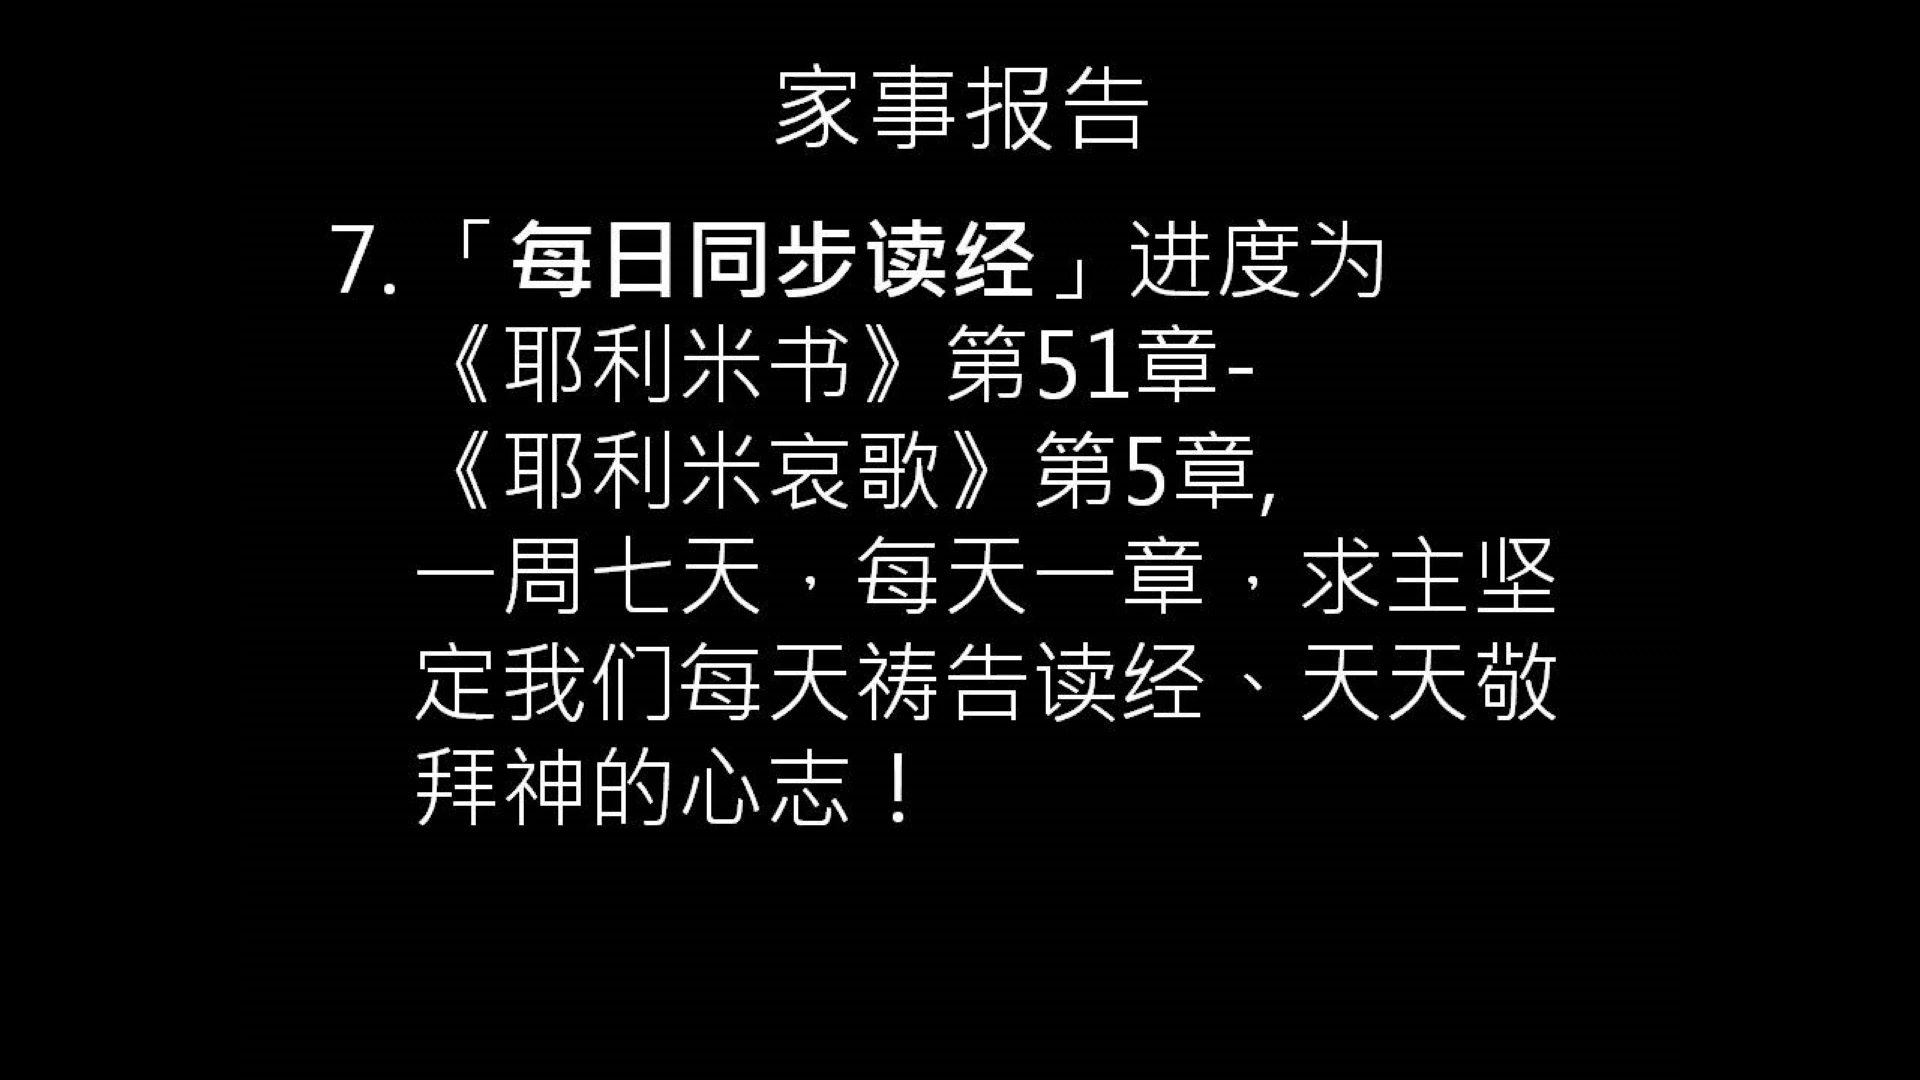 家事报告
7. 「每日同步读经」进度为
《耶利米书》第51章-
《耶利米哀歌》第5章,
一周七天，每天一章，求主坚
定我们每天祷告读经、天天敬
拜神的心志！